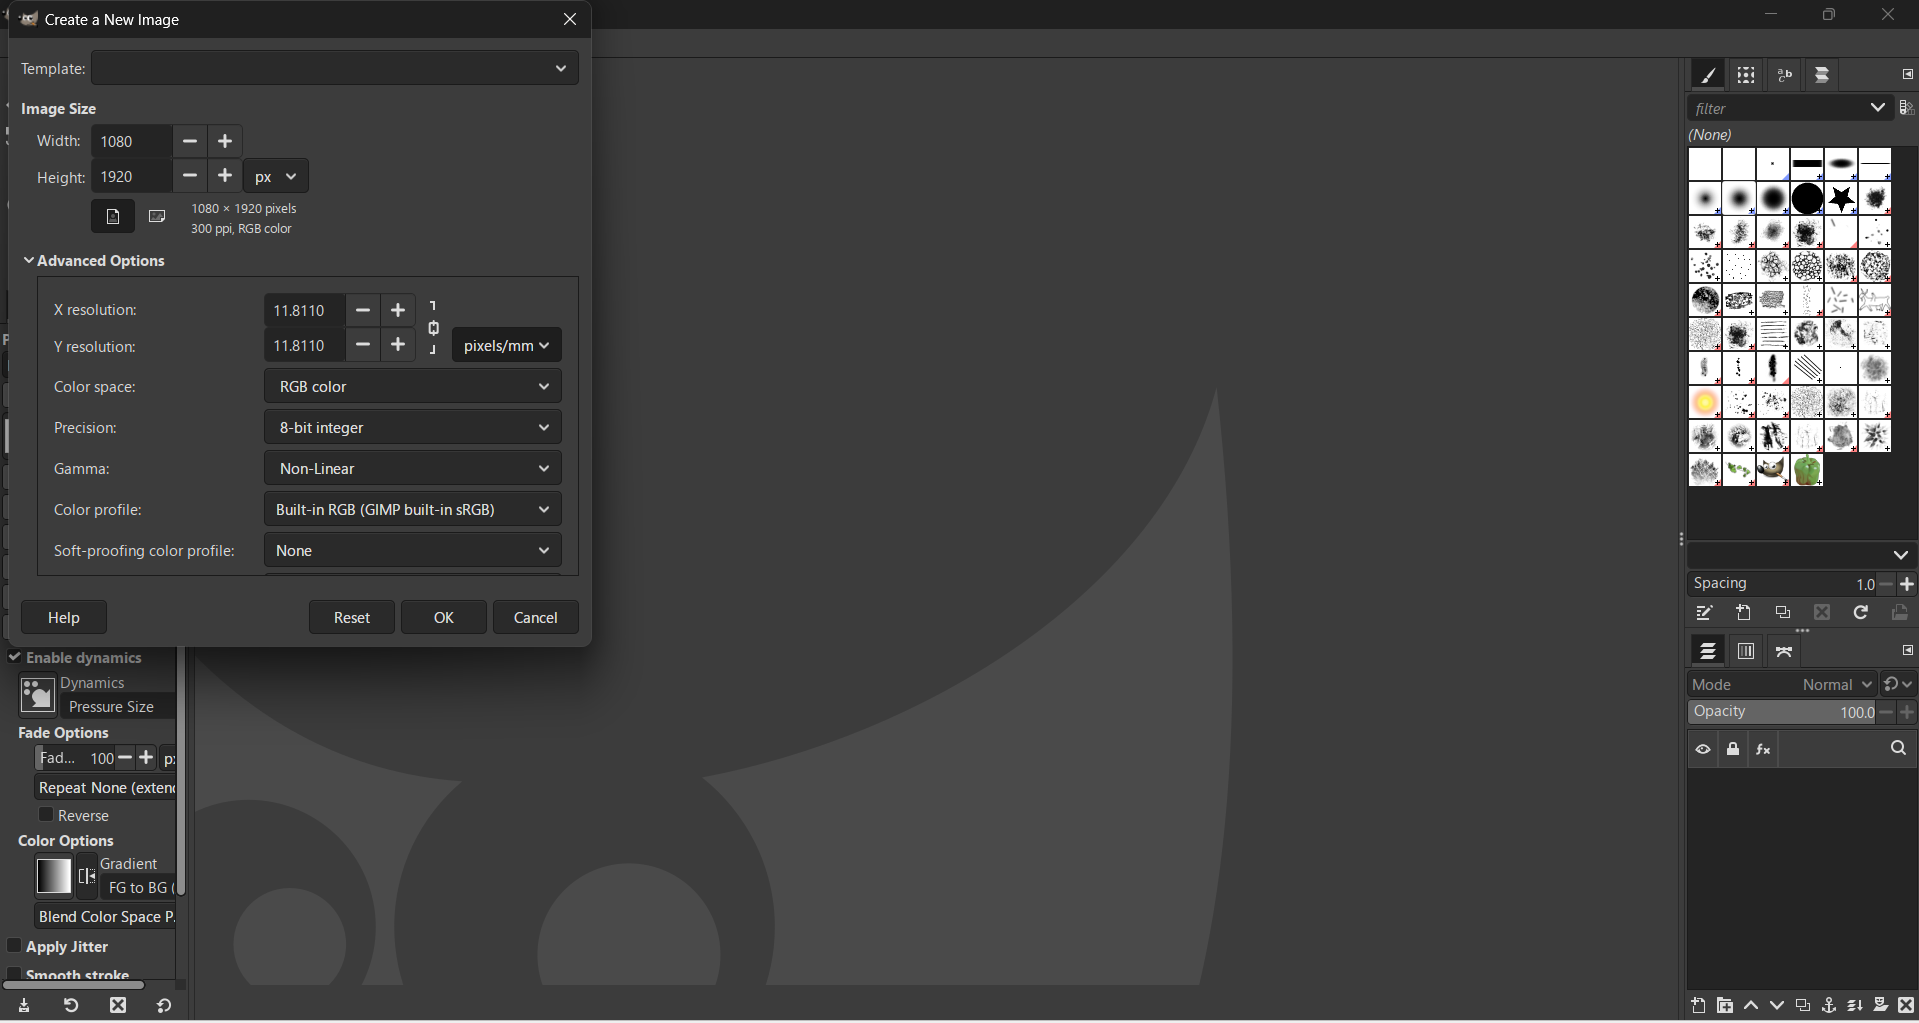 Create a New Image
Template:
Image Size
Width: 1080
Height: 1920 px
1080 × 1920 pixels
300 ppi, RGB color
Advanced Options
X resolution: 11.8110
Y resolution: 11.8110 pixels/mm
Color space: RGB color
Precision: 8-bit integer
Gamma: Non-Linear
Color profile: Built-in RGB (GIMP built-in sRGB)
Soft-proofing color profile: None
Help Reset OK Cancel
Enable dynamics
Dynamics
Pressure Size
Fade Options
Fad... 100 px
Repeat None (extend
Reverse
Color Options
Gradient
FG to BG (
Blend Color Space P
Apply Jitter
Smooth stroke
filter
(None)
Spacing 1.0
Mode Normal
Opacity 100.0
fx